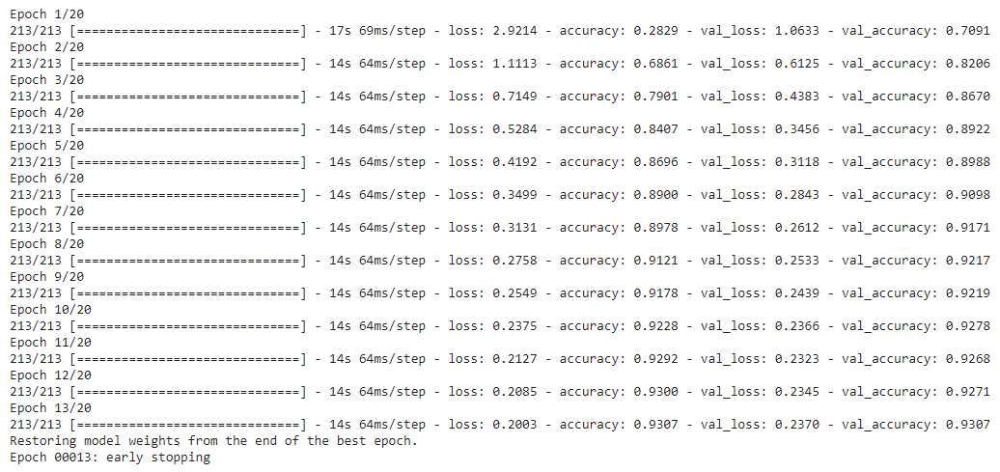 Epoch 1/20
213/213 [==============================] - 17s 69ms/step - loss: 2.9214 - accuracy: 0.2829 - val_loss: 1.0633 - val_accuracy: 0.7091
Epoch 2/20
213/213 [==============================] - 14s 64ms/step - loss: 1.1113 - accuracy: 0.6861 - val_loss: 0.6125 - val_accuracy: 0.8206
Epoch 3/20
213/213 [==============================] - 14s 64ms/step - loss: 0.7149 - accuracy: 0.7901 - val_loss: 0.4383 - val_accuracy: 0.8670
Epoch 4/20
213/213 [==============================] - 14s 64ms/step - loss: 0.5284 - accuracy: 0.8407 - val_loss: 0.3456 - val_accuracy: 0.8922
Epoch 5/20
213/213 [==============================] - 14s 64ms/step - loss: 0.4192 - accuracy: 0.8696 - val_loss: 0.3118 - val_accuracy: 0.8988
Epoch 6/20
213/213 [==============================] - 14s 64ms/step - loss: 0.3499 - accuracy: 0.8900 - val_loss: 0.2843 - val_accuracy: 0.9098
Epoch 7/20
213/213 [==============================] - 14s 64ms/step - loss: 0.3131 - accuracy: 0.8978 - val_loss: 0.2612 - val_accuracy: 0.9171
Epoch 8/20
213/213 [==============================] - 14s 64ms/step - loss: 0.2758 - accuracy: 0.9121 - val_loss: 0.2533 - val_accuracy: 0.9217
Epoch 9/20
213/213 [==============================] - 14s 64ms/step - loss: 0.2549 - accuracy: 0.9178 - val_loss: 0.2439 - val_accuracy: 0.9219
Epoch 10/20
213/213 [==============================] - 14s 64ms/step - loss: 0.2375 - accuracy: 0.9228 - val_loss: 0.2366 - val_accuracy: 0.9278
Epoch 11/20
213/213 [==============================] - 14s 64ms/step - loss: 0.2127 - accuracy: 0.9292 - val_loss: 0.2323 - val_accuracy: 0.9268
Epoch 12/20
213/213 [==============================] - 14s 64ms/step - loss: 0.2085 - accuracy: 0.9300 - val_loss: 0.2345 - val_accuracy: 0.9271
Epoch 13/20
213/213 [==============================] - 14s 64ms/step - loss: 0.2003 - accuracy: 0.9307 - val_loss: 0.2370 - val_accuracy: 0.9307
Restoring model weights from the end of the best epoch.
Epoch 00013: early stopping